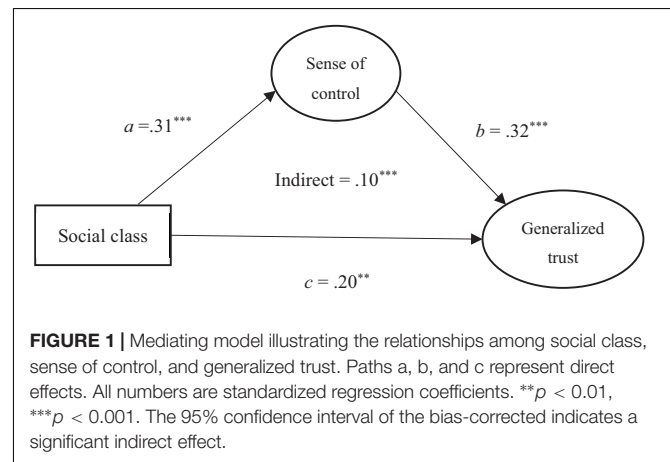 Sense of
control
a =.31***
b = .32***
Indirect = .10***
Social class
Generalized
trust
c = .20**
FIGURE 1 | Mediating model illustrating the relationships among social class,
sense of control, and generalized trust. Paths a, b, and c represent direct
effects. All numbers are standardized regression coefficients. **p < 0.01,
***p < 0.001. The 95% confidence interval of the bias-corrected indicates a
significant indirect effect.